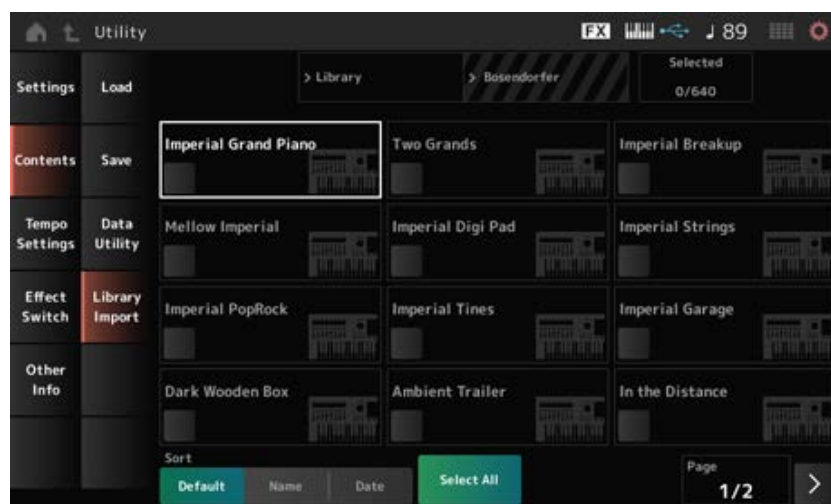 Utility
FX
♩ 89
Settings
Load
> Library
> Bosendorfer
Selected
0/640
Contents
Save
Imperial Grand Piano
Two Grands
Imperial Breakup
Tempo
Settings
Data
Utility
Mellow Imperial
Imperial Digi Pad
Imperial Strings
Effect
Switch
Library
Import
Imperial PopRock
Imperial Tines
Imperial Garage
Other
Info
Dark Wooden Box
Ambient Trailer
In the Distance
Sort
Default
Name
Date
Select All
Page
1/2